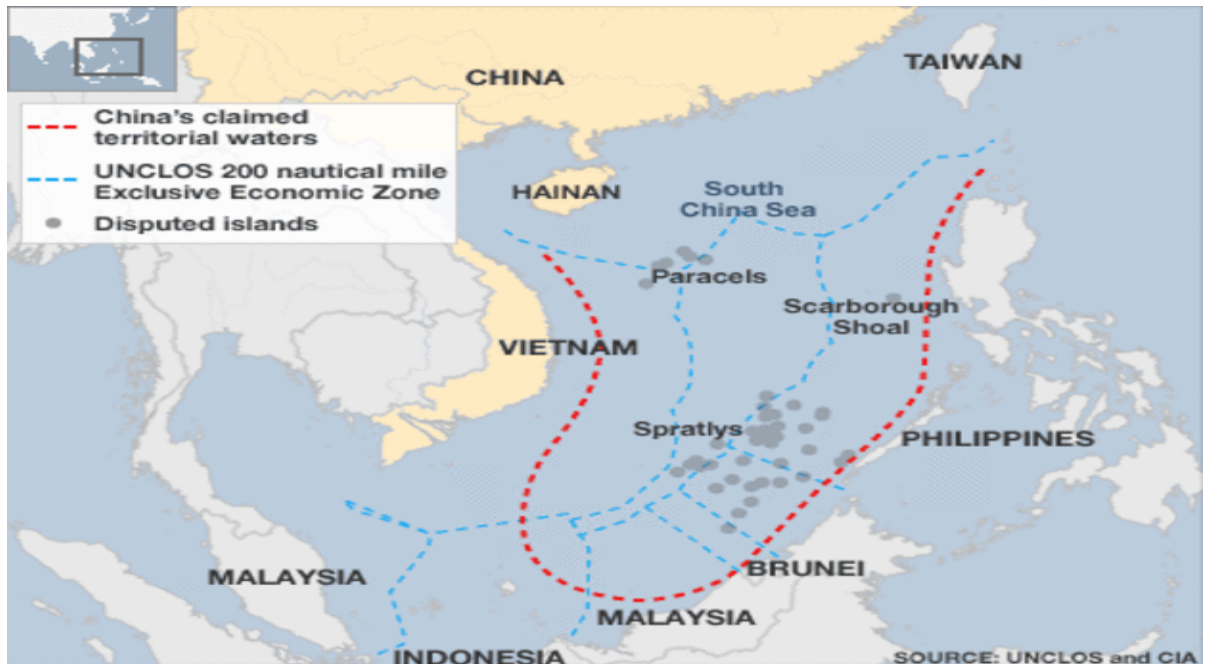 CHINA
TAIWAN
China's claimed
territorial waters
UNCLOS 200 nautical mile
Exclusive Economic Zone
Disputed islands
HAINAN
South
China Sea
Paracels
Scarborough
Shoal
VIETNAM
Spratlys
PHILIPPINES
BRUNEI
MALAYSIA
MALAYSIA
INDONESIA
SOURCE: UNCLOS and CIA